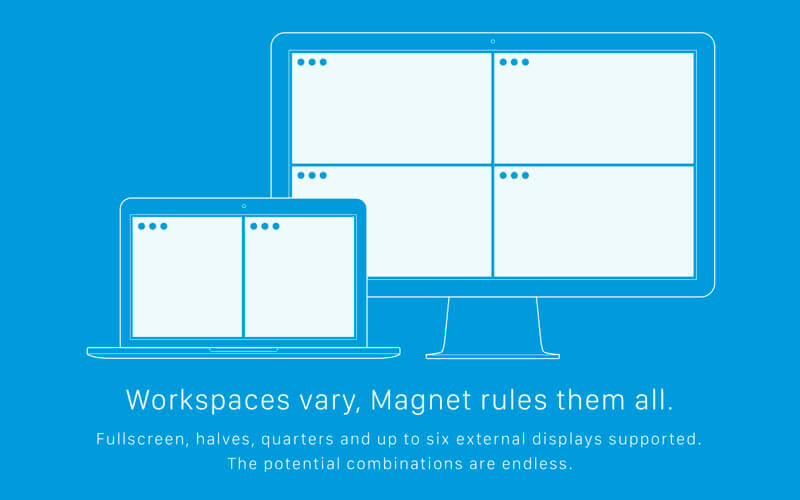 Workspaces vary, Magnet rules them all.
Fullscreen, halves, quarters and up to six external displays supported.
The potential combinations are endless.